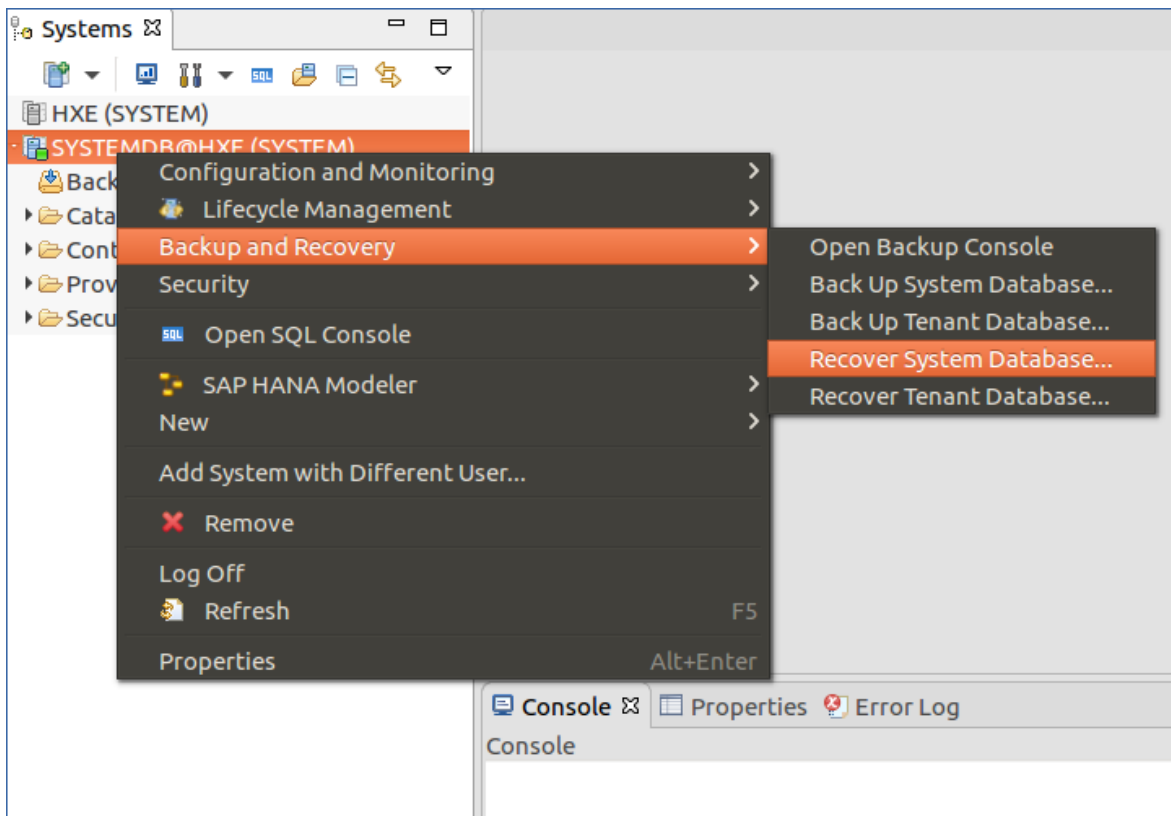 Systems
HXE (SYSTEM)
SYSTEMDB@HXE (SYSTEM)
Back
Cata
Cont
Prov
Secu
Configuration and Monitoring
Lifecycle Management
Backup and Recovery
Security
SQL Open SQL Console
SAP HANA Modeler
New
Add System with Different User...
Remove
Log Off
Refresh F5
Properties Alt+Enter
Open Backup Console
Back Up System Database...
Back Up Tenant Database...
Recover System Database...
Recover Tenant Database...
Console Properties Error Log
Console